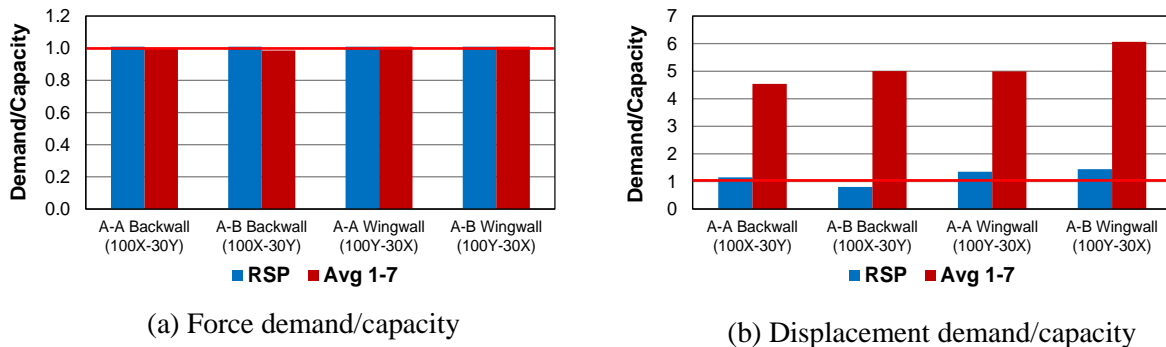 Demand/Capacity
1.2
1.0
0.8
0.6
0.4
0.2
0.0
A-A Backwall A-B Backwall A-A Wingwall A-B Wingwall
(100X-30Y) (100X-30Y) (100Y-30X) (100Y-30X)
RSP Avg 1-7
(a) Force demand/capacity
Demand/Capacity
7
6
5
4
3
2
1
0
A-A Backwall A-B Backwall A-A Wingwall A-B Wingwall
(100X-30Y) (100X-30Y) (100Y-30X) (100Y-30X)
RSP Avg 1-7
(b) Displacement demand/capacity